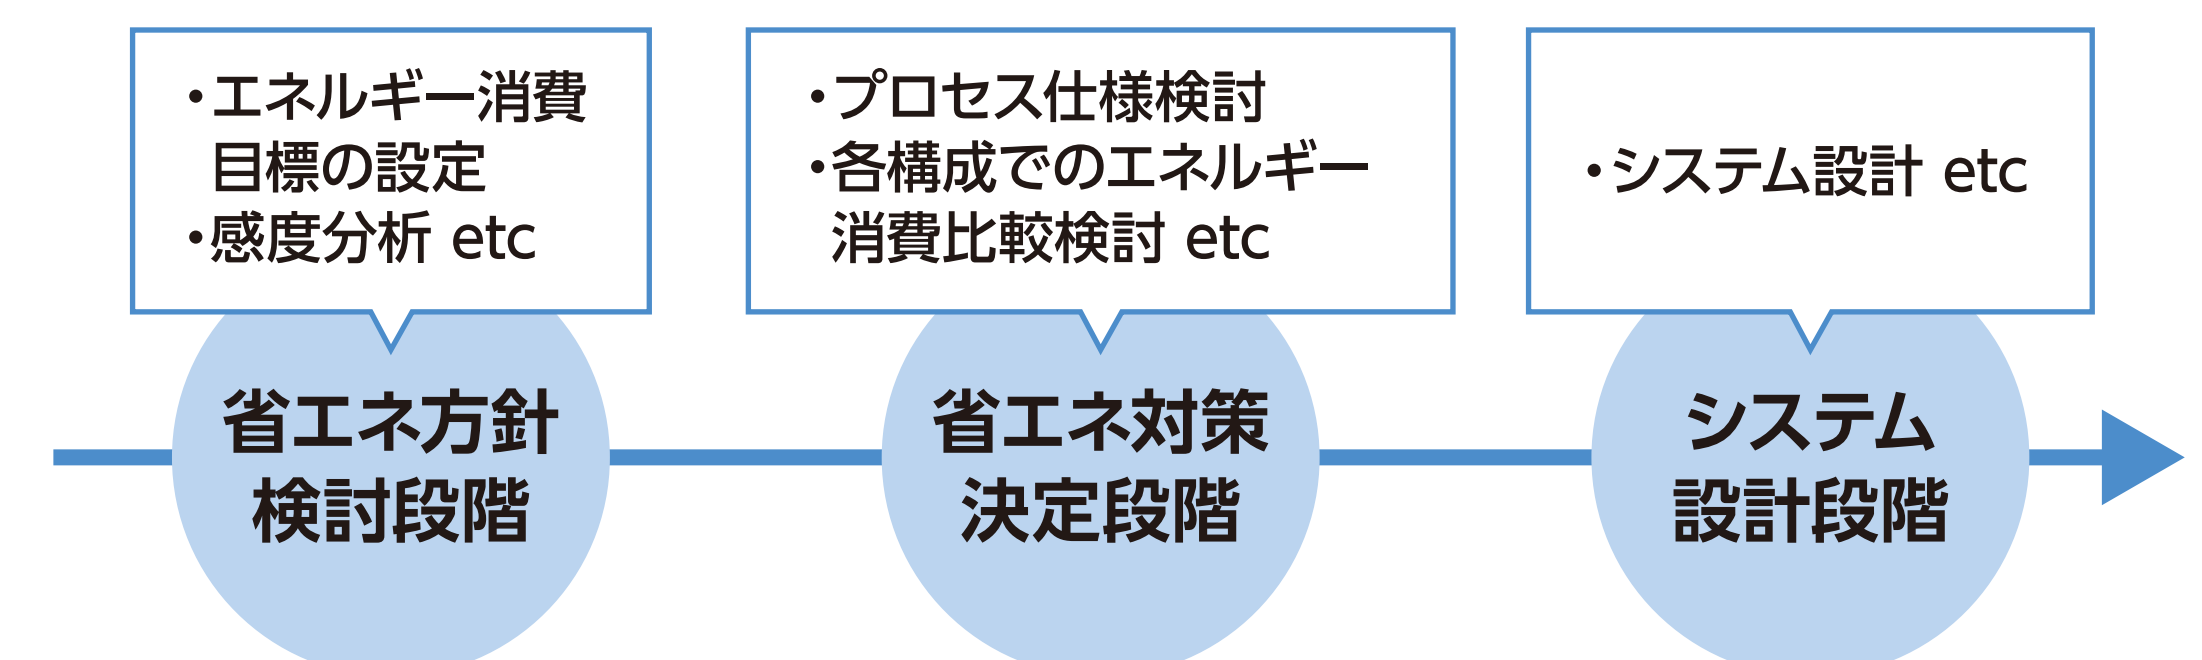 ・エネルギー消費
目標の設定
・感度分析 etc
省エネ方針
検討段階
・プロセス仕様検討
・各構成でのエネルギー
消費比較検討 etc
省エネ対策
決定段階
・システム設計 etc
システム
設計段階